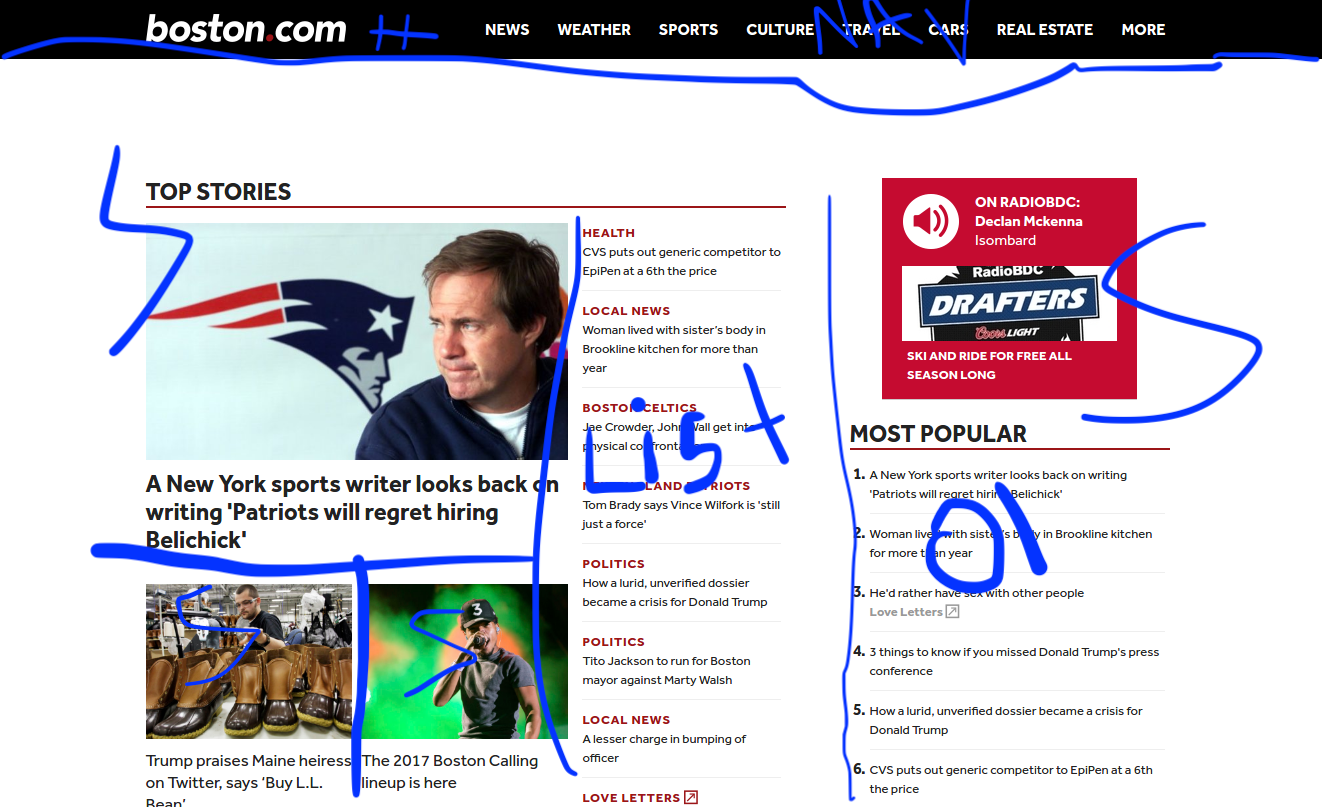 boston.com H NEWS WEATHER SPORTS CULTURE TRAVEL CARS REAL ESTATE MORE
NAV
TOP STORIES
S
A New York sports writer looks back on
writing 'Patriots will regret hiring
Belichick'
S
S
3
Trump praises Maine heiress
on Twitter, says 'Buy L.L.
Bean'
The 2017 Boston Calling
lineup is here
HEALTH
CVS puts out generic competitor to
EpiPen at a 6th the price
LOCAL NEWS
Woman lived with sister's body in
Brookline kitchen for more than
year
BOSTON CELTICS
Jae Crowder, John Wall get into
physical confrontation
NEW ENGLAND PATRIOTS
Tom Brady says Vince Wilfork is 'still
just a force'
List
POLITICS
How a lurid, unverified dossier
became a crisis for Donald Trump
POLITICS
Tito Jackson to run for Boston
mayor against Marty Walsh
LOCAL NEWS
A lesser charge in bumping of
officer
LOVE LETTERS
ON RADIOBDC:
Declan Mckenna
Isombard
RadioBDC
DRAFTERS
Coors LIGHT
SKI AND RIDE FOR FREE ALL
SEASON LONG
S
MOST POPULAR
1. A New York sports writer looks back on writing
'Patriots will regret hiring Belichick'
2. Woman lived with sister's body in Brookline kitchen
for more than year
3. He'd rather have sex with other people
Love Letters
4. 3 things to know if you missed Donald Trump's press
conference
5. How a lurid, unverified dossier became a crisis for
Donald Trump
6. CVS puts out generic competitor to EpiPen at a 6th
the price